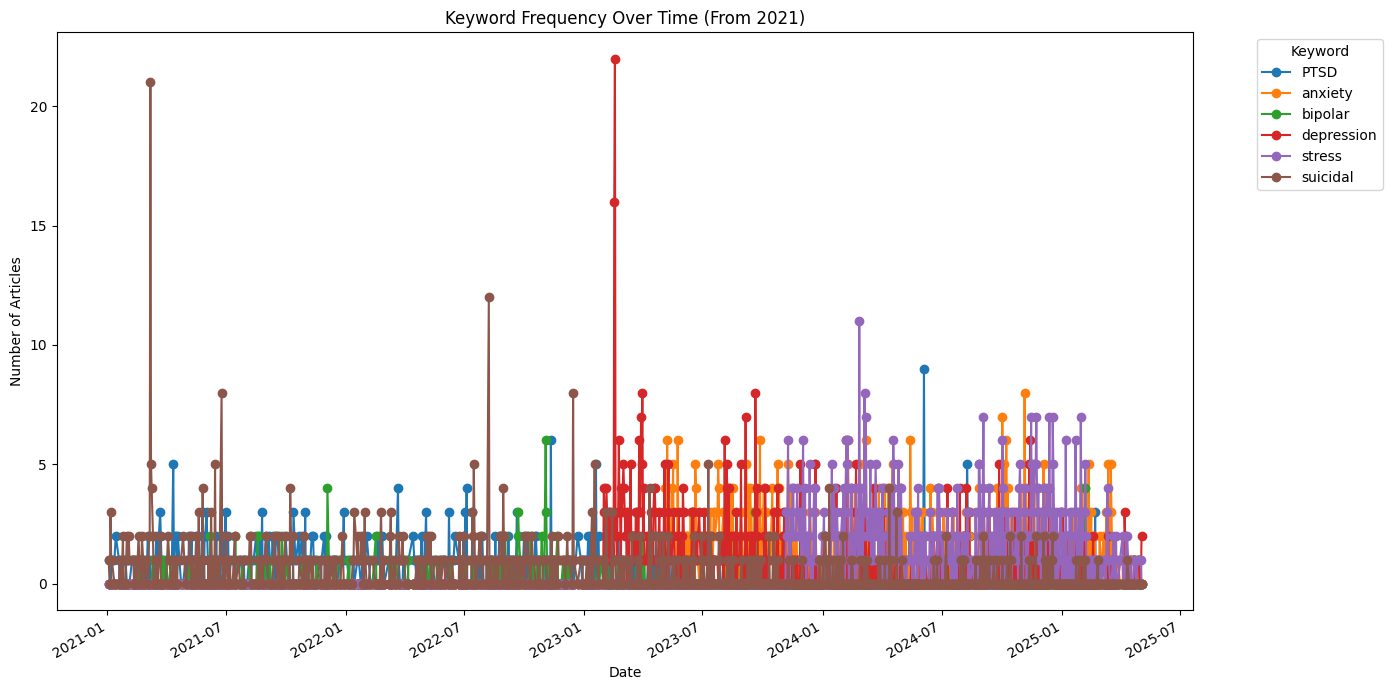 Keyword Frequency Over Time (From 2021)
Keyword
PTSD
anxiety
bipolar
depression
stress
suicidal
Number of Articles
20
15
10
5
0
2021-01
2021-07
2022-01
2022-07
2023-01
2023-07
2024-01
2024-07
2025-01
2025-07
Date